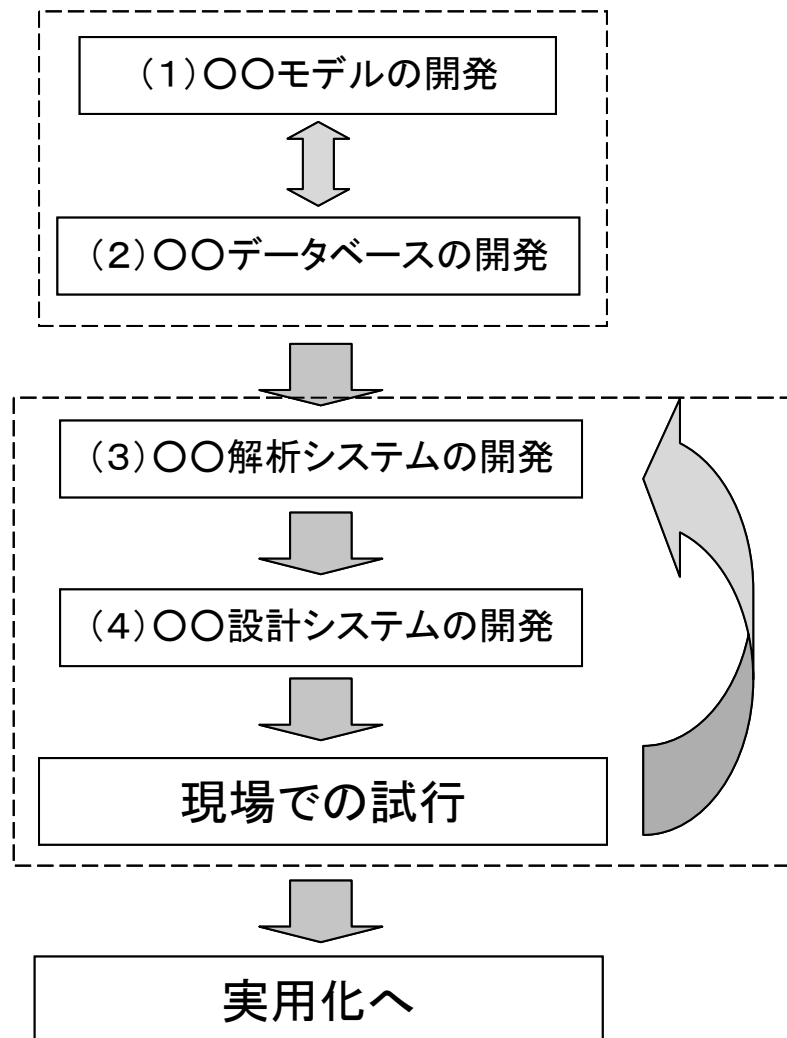 （1）○○モデルの開発
（2）○○データベースの開発
（3）○○解析システムの開発
（4）○○設計システムの開発
現場での試行
実用化へ